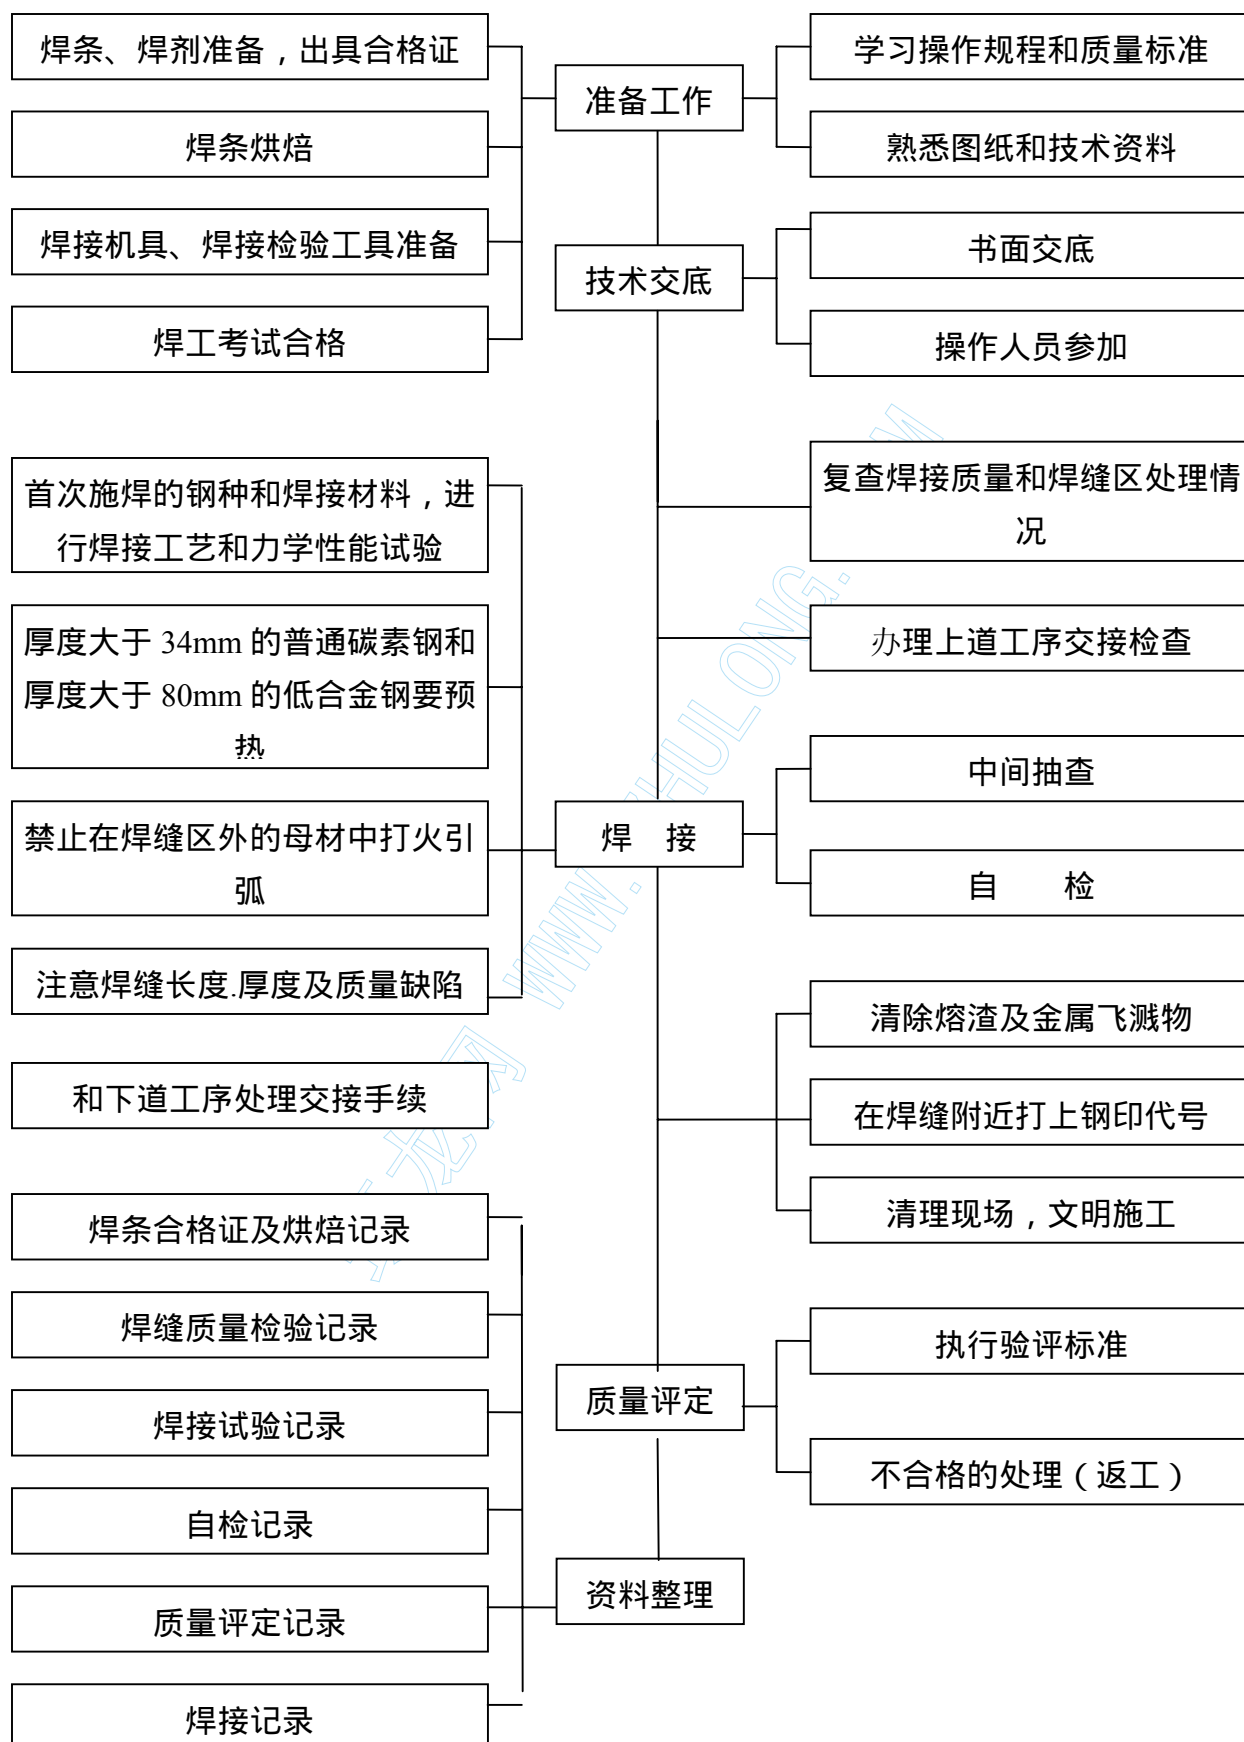 焊条、焊剂准备，出具合格证
学习操作规程和质量标准
准备工作
焊条烘焙
熟悉图纸和技术资料
焊接机具、焊接检验工具准备
书面交底
技术交底
焊工考试合格
操作人员参加
首次施焊的钢种和焊接材料，进
行焊接工艺和力学性能试验
复查焊接质量和焊缝区处理情
况
厚度大于 34mm 的普通碳素钢和
厚度大于 80mm 的低合金钢要预
热
办理上道工序交接检查
中间抽查
禁止在焊缝区外的母材中打火引
弧
焊 接
自 检
注意焊缝长度.厚度及质量缺陷
清除熔渣及金属飞溅物
和下道工序处理交接手续
在焊缝附近打上钢印代号
焊条合格证及烘焙记录
清理现场，文明施工
焊缝质量检验记录
执行验评标准
质量评定
焊接试验记录
不合格的处理（返工）
自检记录
资料整理
质量评定记录
焊接记录